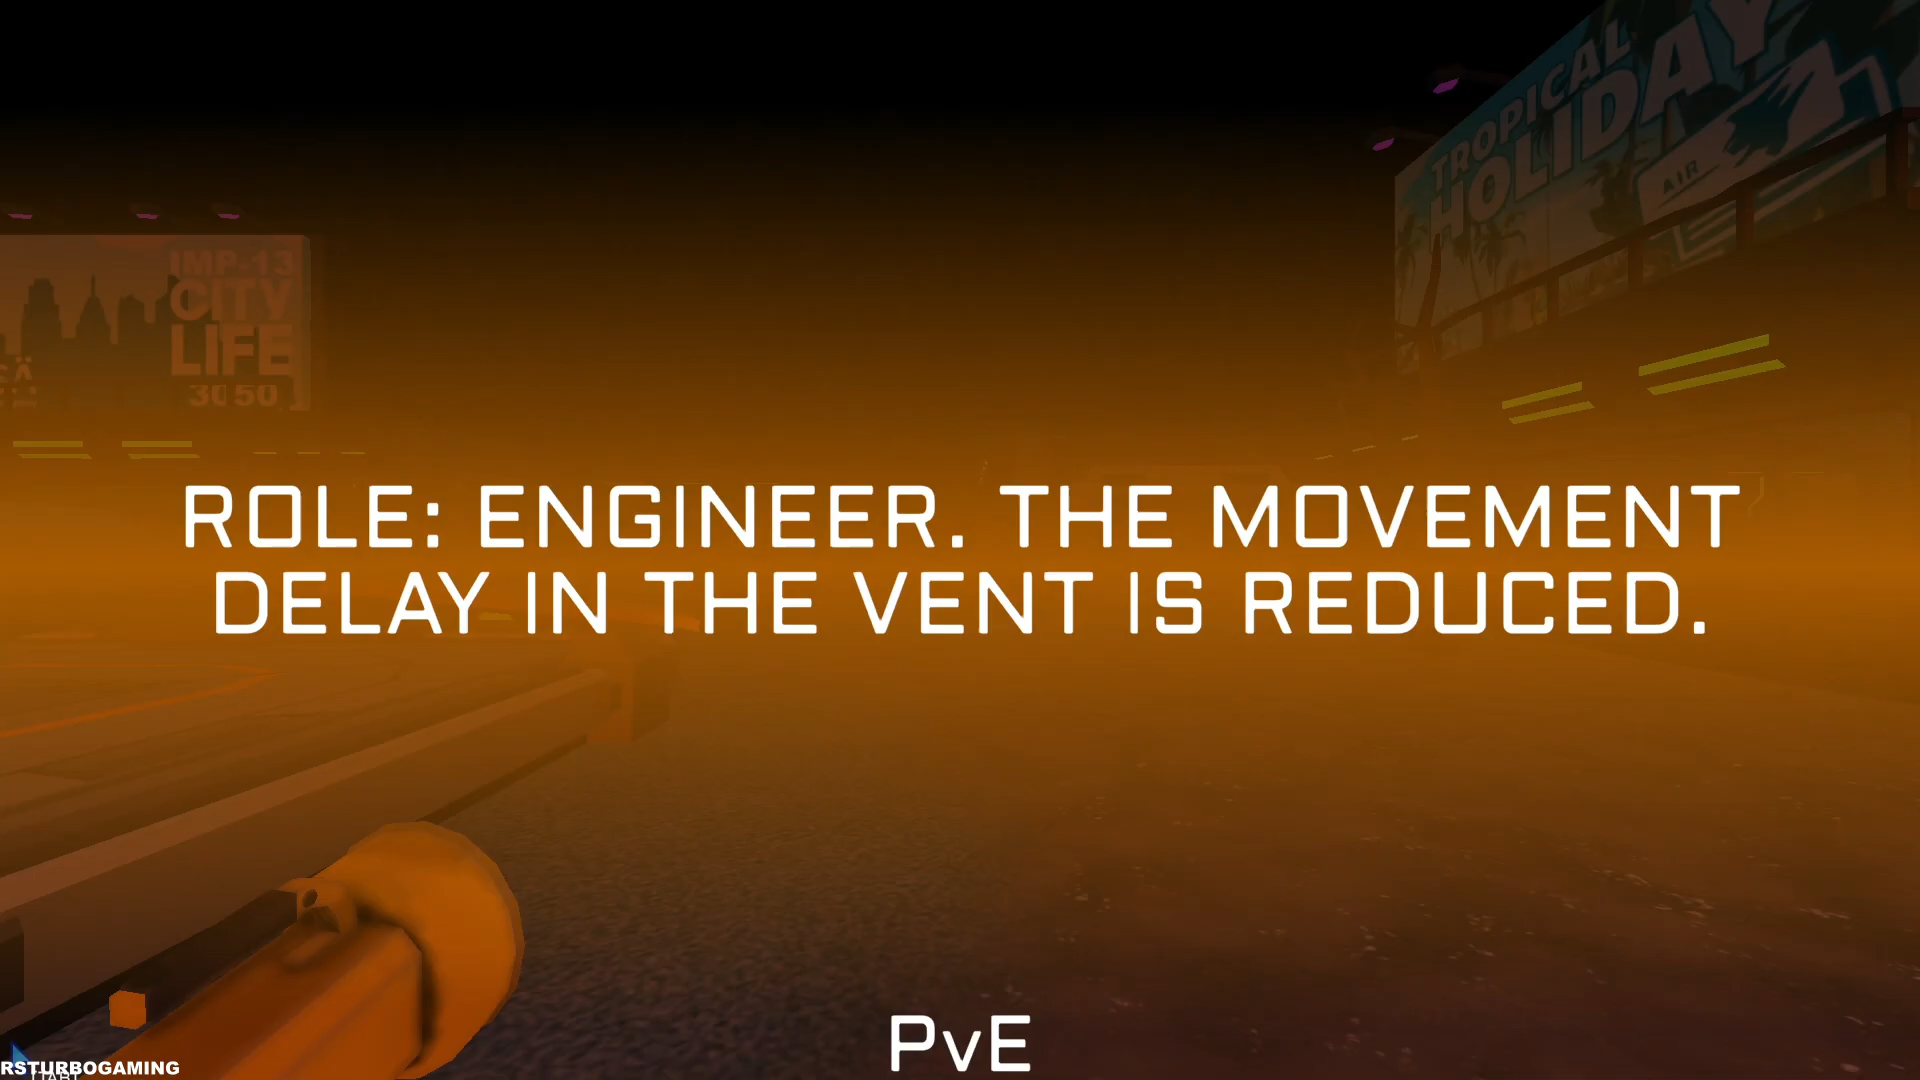 TROPICAL
HOLIDAY
AIR
IMP-13
CITY
LIFE
3050
ROLE: ENGINEER. THE MOVEMENT
DELAY IN THE VENT IS REDUCED.
PvE
RSTURBOGAMING